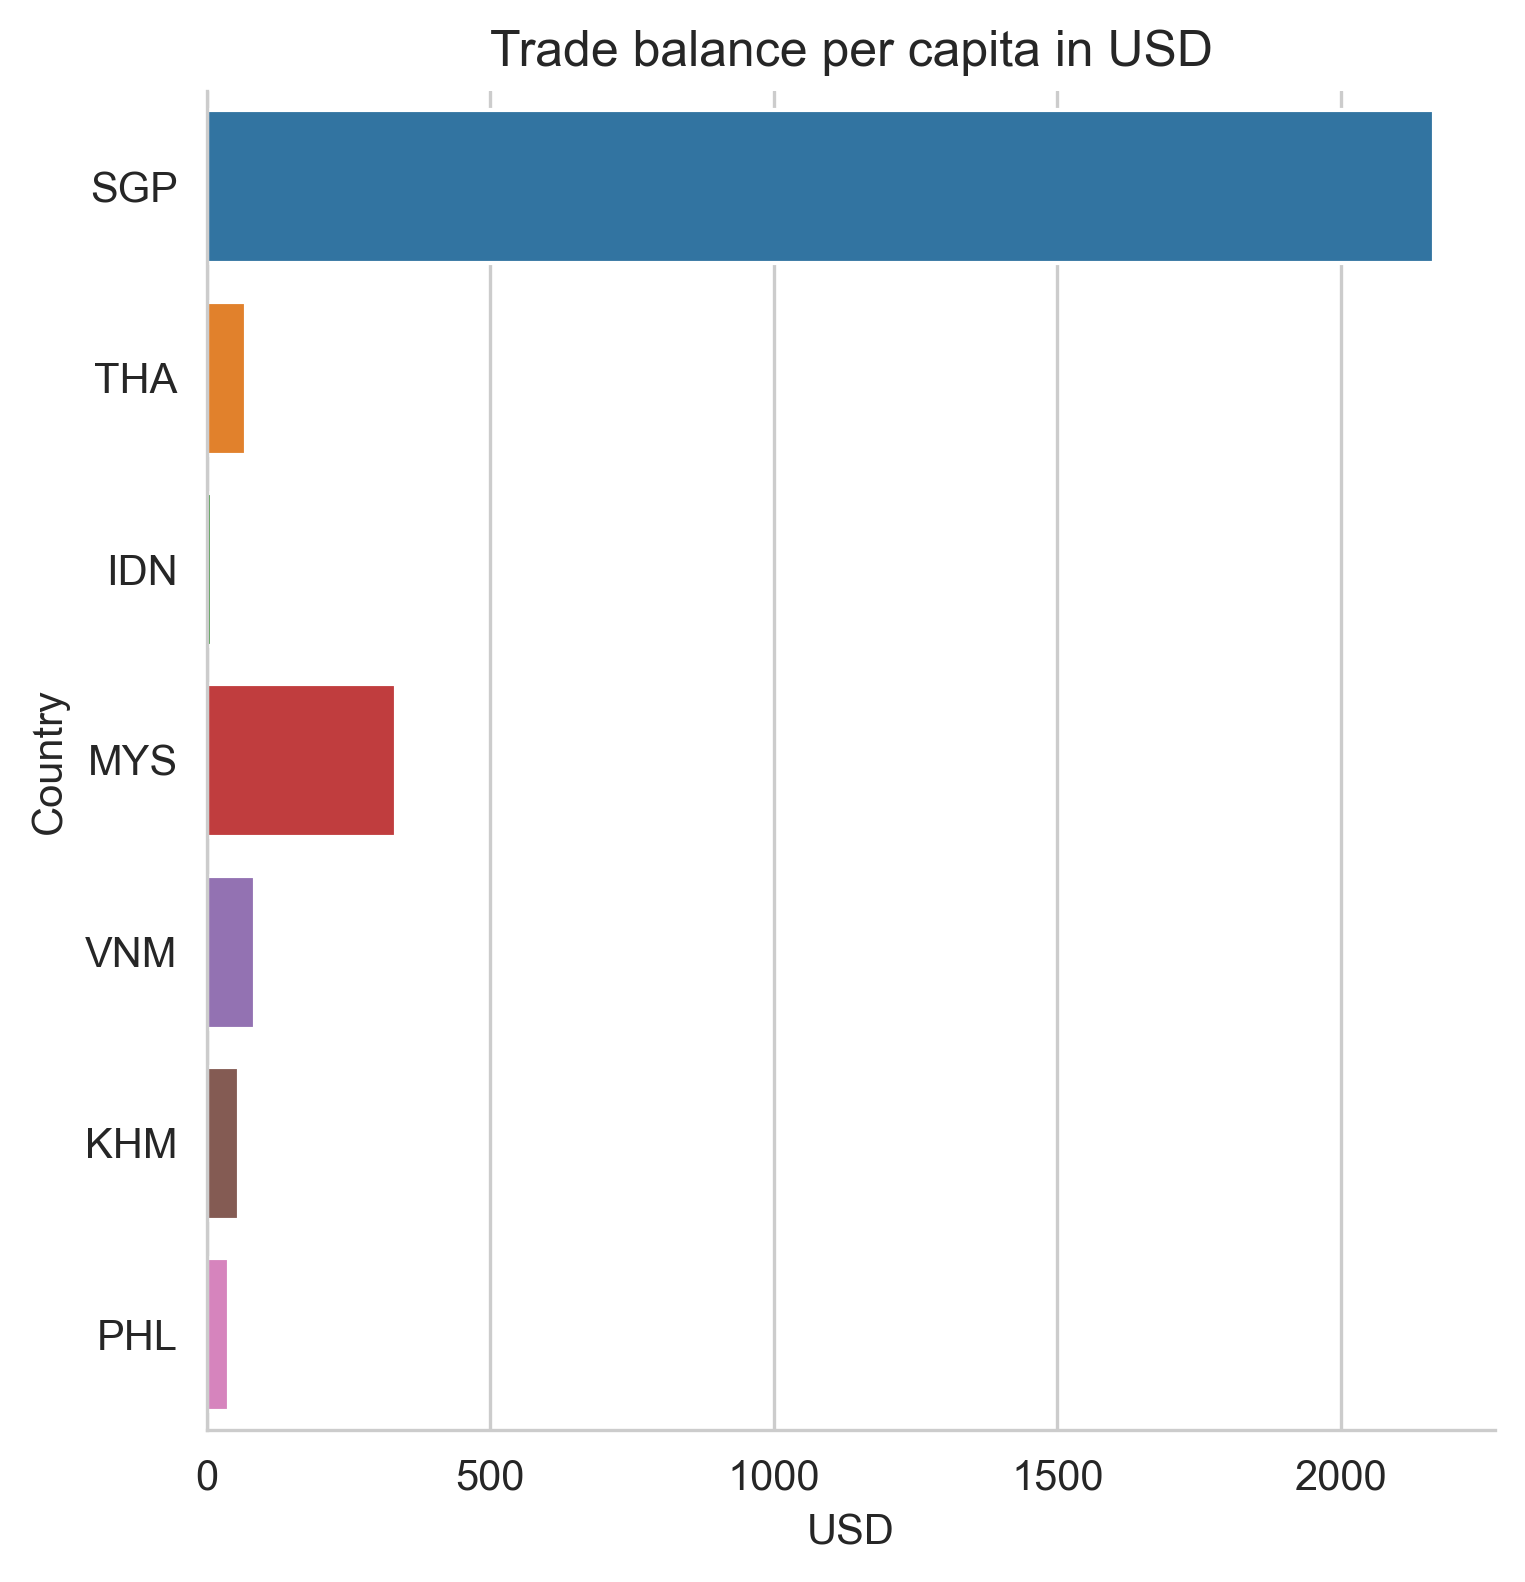 Trade balance per capita in USD
SGP
THA
IDN
MYS
VNM
KHM
PHL
Country
0 500 1000 1500 2000
USD